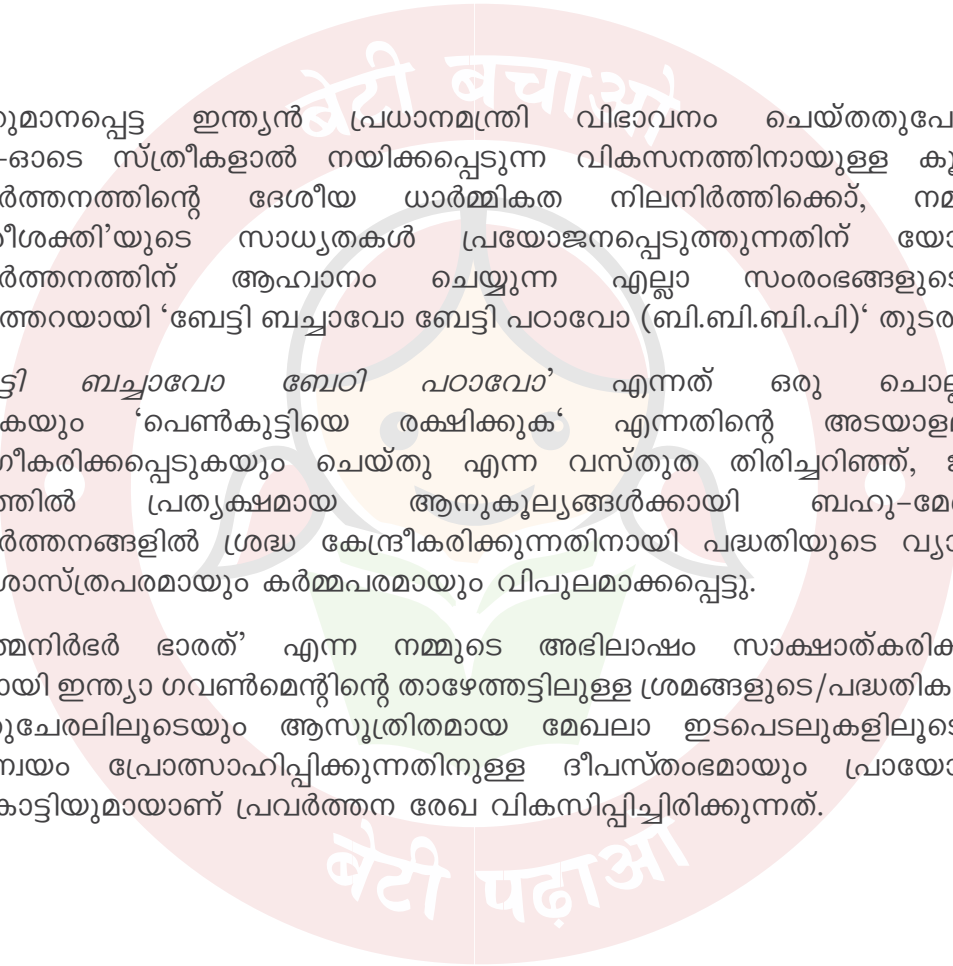 बेटी बचाओ
ുമാനപ്പെട്ട ഇന്ത്യൻ പ്രധാനമന്ത്രി വിഭാവനം ചെയ്തതുപോ
-ഓടെ സ്ത്രീകളാൽ നയിക്കപ്പെടുന്ന വികസനത്തിനായുള്ള കൂ
ർത്തനത്തിന്റെ ദേശീയ ധാർമ്മികത നിലനിർത്തിക്കൊ്, നമ
രീശക്തി’യുടെ സാധ്യതകൾ പ്രയോജനപ്പെടുത്തുന്നതിന് യോ
ർത്തനത്തിന് ആഹ്വാനം ചെയ്യുന്ന എല്ലാ സംരംഭങ്ങളുടെ
ത്തറയായി ‘ബേട്ടി ബച്ചാവോ ബേട്ടി പഠാവോ (ബി.ബി.ബി.പി)‘ തുടര
ട്ടി ബച്ചാവോ ബേഠി പഠാവോ’ എന്നത് ഒരു ചൊല്ല
കയും ‘പെൺകുട്ടിയെ രക്ഷിക്കുക‘ എന്നതിന്റെ അടയാളമ
ഗീകരിക്കപ്പെടുകയും ചെയ്തു എന്ന വസ്തുത തിരിച്ചറിഞ്ഞ്,
ത്തിൽ പ്രത്യക്ഷമായ ആനുകൂല്യങ്ങൾക്കായി ബഹു-മേ
ർത്തനങ്ങളിൽ ശ്രദ്ധ കേന്ദ്രീകരിക്കുന്നതിനായി പദ്ധതിയുടെ വ്യാ
ശാസ്ത്രപരമായും കർമ്മപരമായും വിപുലമാക്കപ്പെട്ടു.
്മനിർഭർ ഭാരത്’ എന്ന നമ്മുടെ അഭിലാഷം സാക്ഷാത്കരിക
ായി ഇന്ത്യാ ഗവൺമെന്റിന്റെ താഴേത്തട്ടിലുള്ള ശ്രമങ്ങളുടെ/പദ്ധതിക
ുചേരലിലൂടെയും ആസൂത്രിതമായ മേഖലാ ഇടപെടലുകളിലൂടെ
ന്വയം പ്രോത്സാഹിപ്പിക്കുന്നതിനുള്ള ദീപസ്തംഭമായും പ്രായോ
കാട്ടിയുമായാണ് പ്രവർത്തന രേഖ വികസിപ്പിച്ചിരിക്കുന്നത്.
बेटी पढ़ाओ